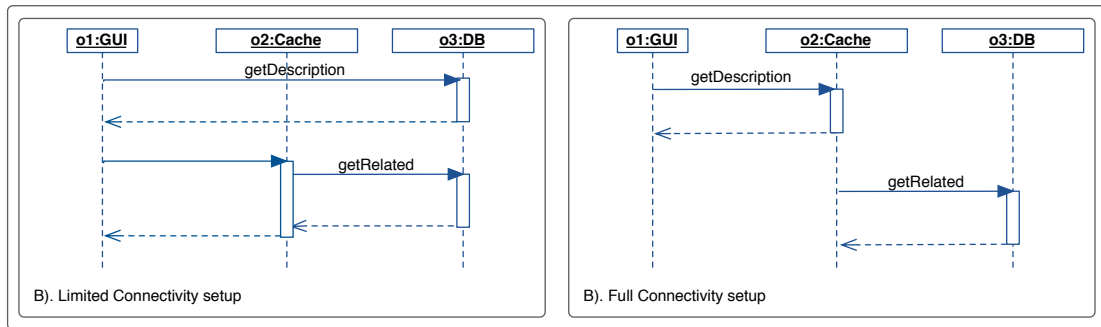 o1:GUI
o2:Cache
o3:DB
getDescription
getRelated
B). Limited Connectivity setup
o1:GUI
o2:Cache
o3:DB
getDescription
getRelated
B). Full Connectivity setup